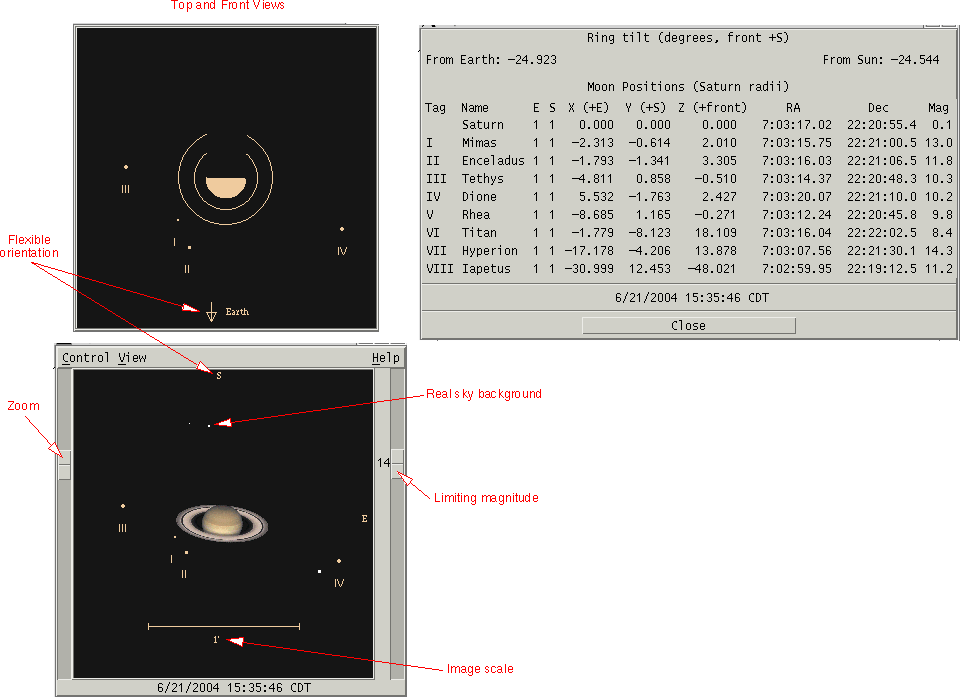 Top and Front Views
III
I
II
IV
Earth
Flexible
orientation
Ring tilt (degrees, front +S)
From Earth: -24.923 From Sun: -24.544
Moon Positions (Saturn radii)
Tag Name E S X (+E) Y (+S) Z (+front) RA Dec Mag
Saturn 1 1 0.000 0.000 0.000 7:03:17.02 22:20:55.4 0.1
I Mimas 1 1 -2.313 -0.614 2.010 7:03:15.75 22:21:00.5 13.0
II Enceladus 1 1 -1.793 -1.341 3.305 7:03:16.03 22:21:06.5 11.8
III Tethys 1 1 -4.811 0.858 -0.510 7:03:14.37 22:20:48.3 10.3
IV Dione 1 1 5.532 -1.763 2.427 7:03:20.07 22:21:10.0 10.2
V Rhea 1 1 -8.685 1.165 -0.271 7:03:12.24 22:20:45.8 9.8
VI Titan 1 1 -1.779 -8.123 18.109 7:03:16.04 22:22:02.5 8.4
VII Hyperion 1 1 -17.178 -4.206 13.878 7:03:07.56 22:21:30.1 14.3
VIII Iapetus 1 1 -30.999 12.453 -48.021 7:02:59.95 22:19:12.5 11.2
6/21/2004 15:35:46 CDT
Close
Control View Help
S
Real sky background
Zoom
14
Limiting magnitude
E
III
I
II
IV
1'
Image scale
6/21/2004 15:35:46 CDT